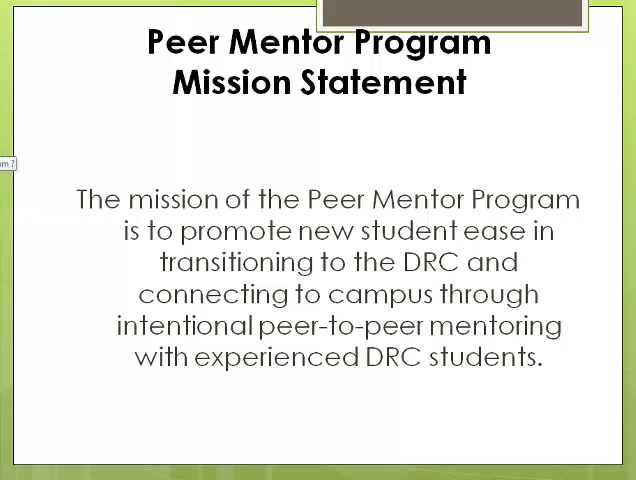 Peer Mentor Program
Mission Statement
The mission of the Peer Mentor Program
is to promote new student ease in
transitioning to the DRC and
connecting to campus through
intentional peer-to-peer mentoring
with experienced DRC students.